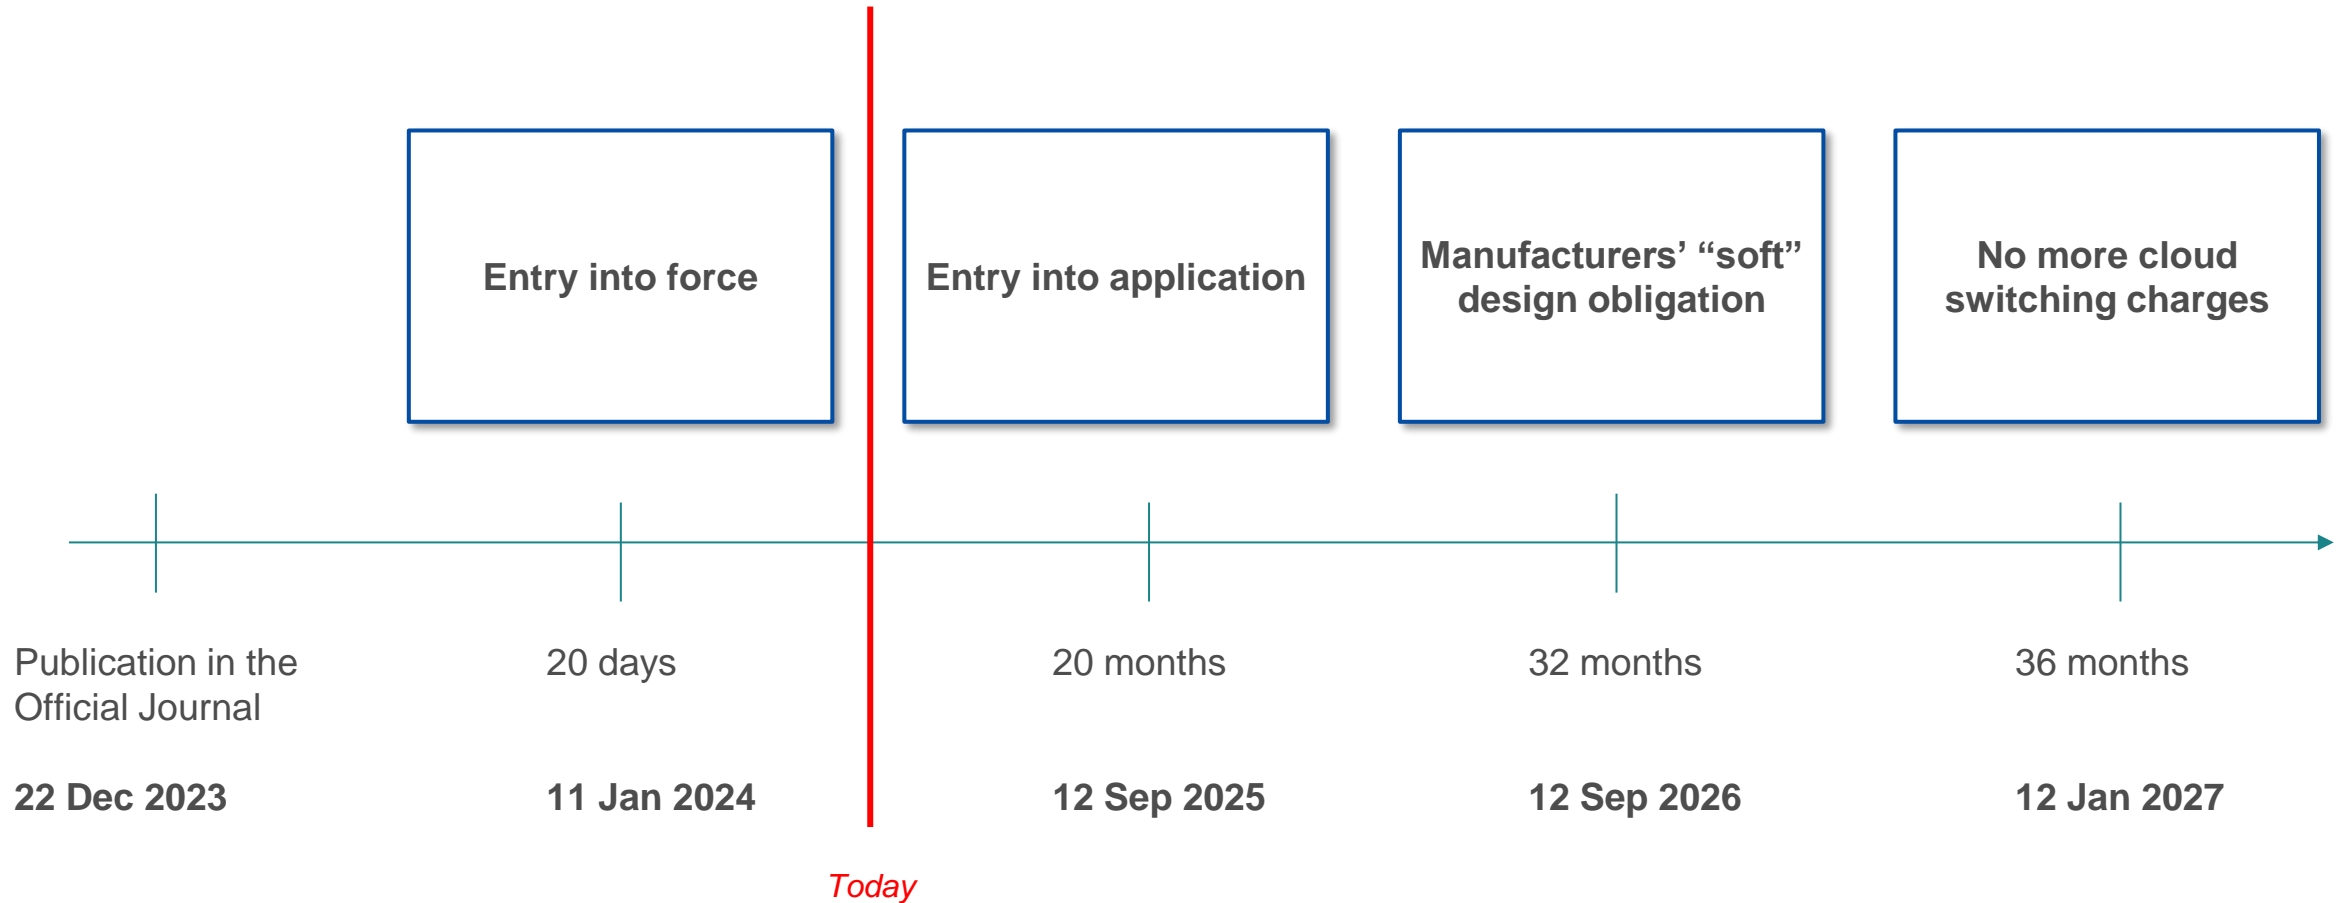 Entry into force
Entry into application
Manufacturers’ “soft”
design obligation
No more cloud
switching charges
Publication in the
Official Journal
20 days
20 months
32 months
36 months
22 Dec 2023
11 Jan 2024
12 Sep 2025
12 Sep 2026
12 Jan 2027
Today